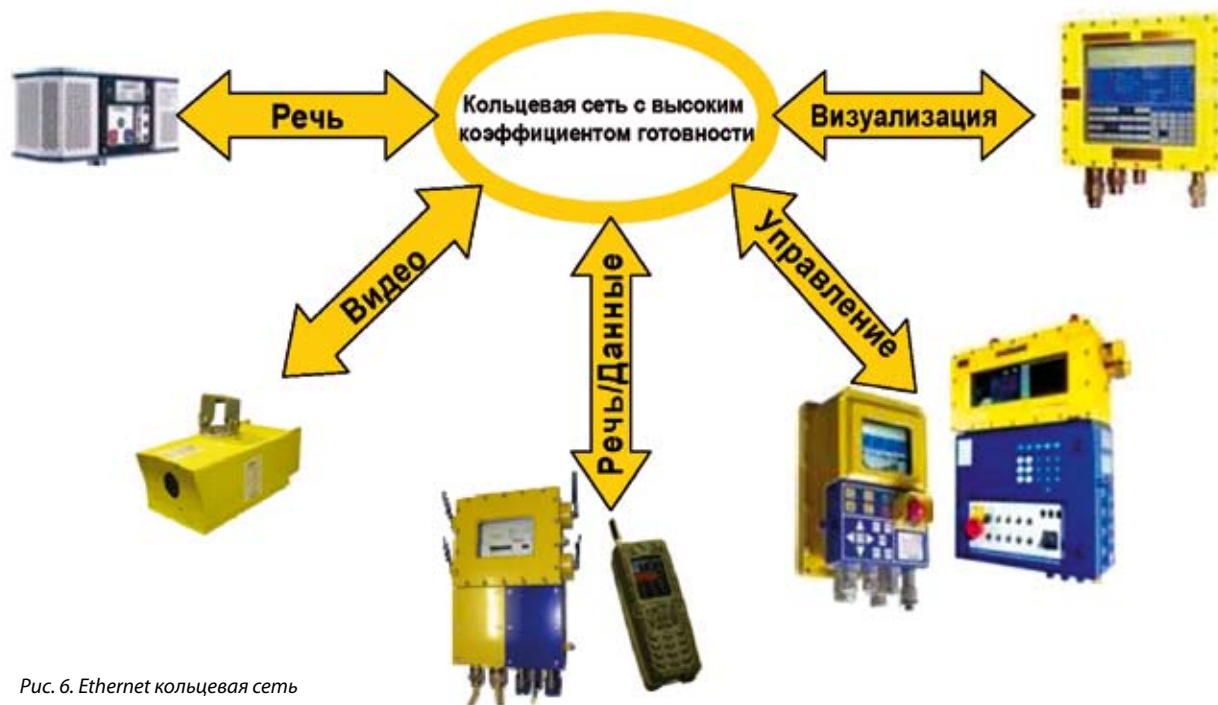 Кольцевая сеть с высоким
коэффициентом готовности
Речь
Визуализация
Видео
Речь/Данные
Управление
Рис. 6. Ethernet кольцевая сеть